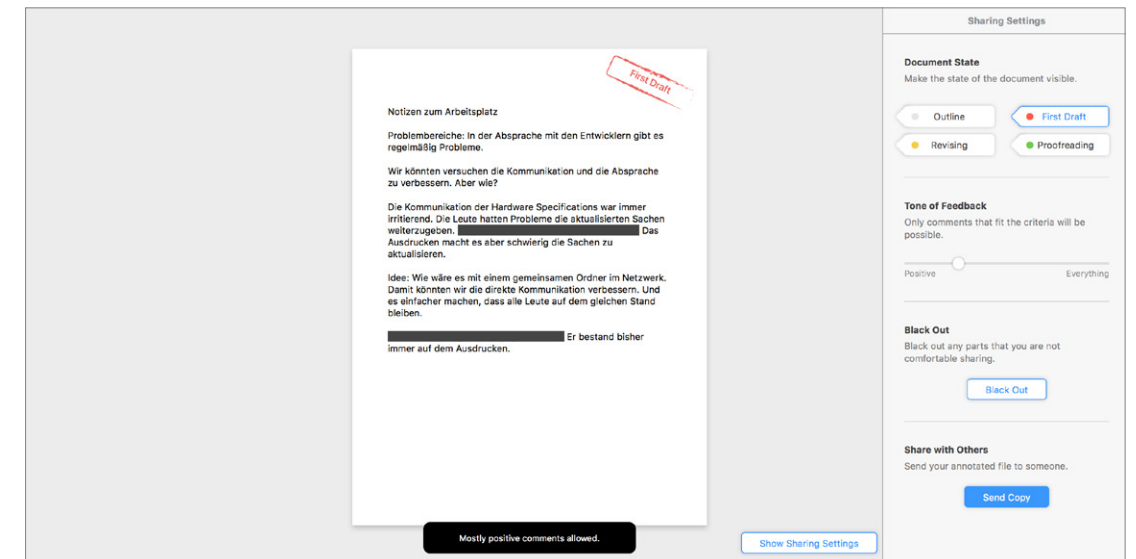 First Draft
Notizen zum Arbeitsplatz
Problembereiche: In der Absprache mit den Entwicklern gibt es
regelmäßig Probleme.
Wir könnten versuchen die Kommunikation und die Absprache
zu verbessern. Aber wie?
Die Kommunikation der Hardware Specifications war immer
irritierend. Die Leute hatten Probleme die aktualisierten Sachen
weiterzugeben. Das
Ausdrucken macht es aber schwierig die Sachen zu
aktualisieren.
Idee: Wie wäre es mit einem gemeinsamen Ordner im Netzwerk.
Damit könnten wir die direkte Kommunikation verbessern. Und
es einfacher machen, dass alle Leute auf dem gleichen Stand
bleiben.
Er bestand bisher
immer auf dem Ausdrucken.
Mostly positive comments allowed.
Show Sharing Settings
Sharing Settings
Document State
Make the state of the document visible.
Outline
First Draft
Revising
Proofreading
Tone of Feedback
Only comments that fit the criteria will be
possible.
Positive
Everything
Black Out
Black out any parts that you are not
comfortable sharing.
Black Out
Share with Others
Send your annotated file to someone.
Send Copy